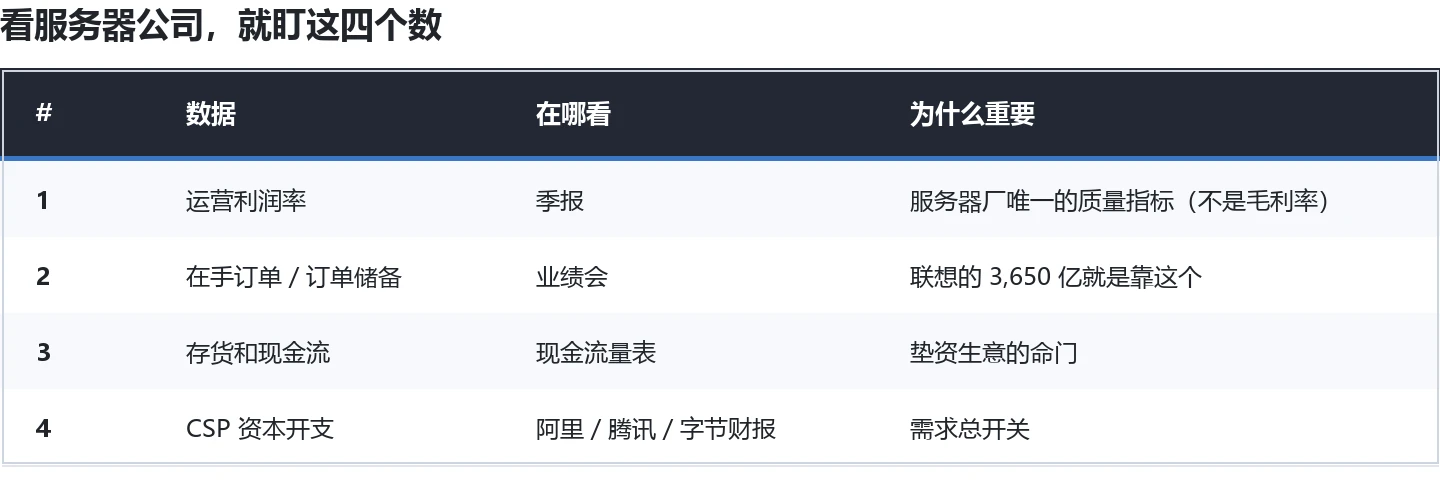 看服务器公司，就盯这四个数
# 数据 在哪看 为什么重要
1 运营利润率 季报 服务器厂唯一的质量指标（不是毛利率）
2 在手订单 / 订单储备 业绩会 联想的 3,650 亿就是靠这个
3 存货和现金流 现金流量表 垫资生意的命门
4 CSP 资本开支 阿里 / 腾讯 / 字节财报 需求总开关